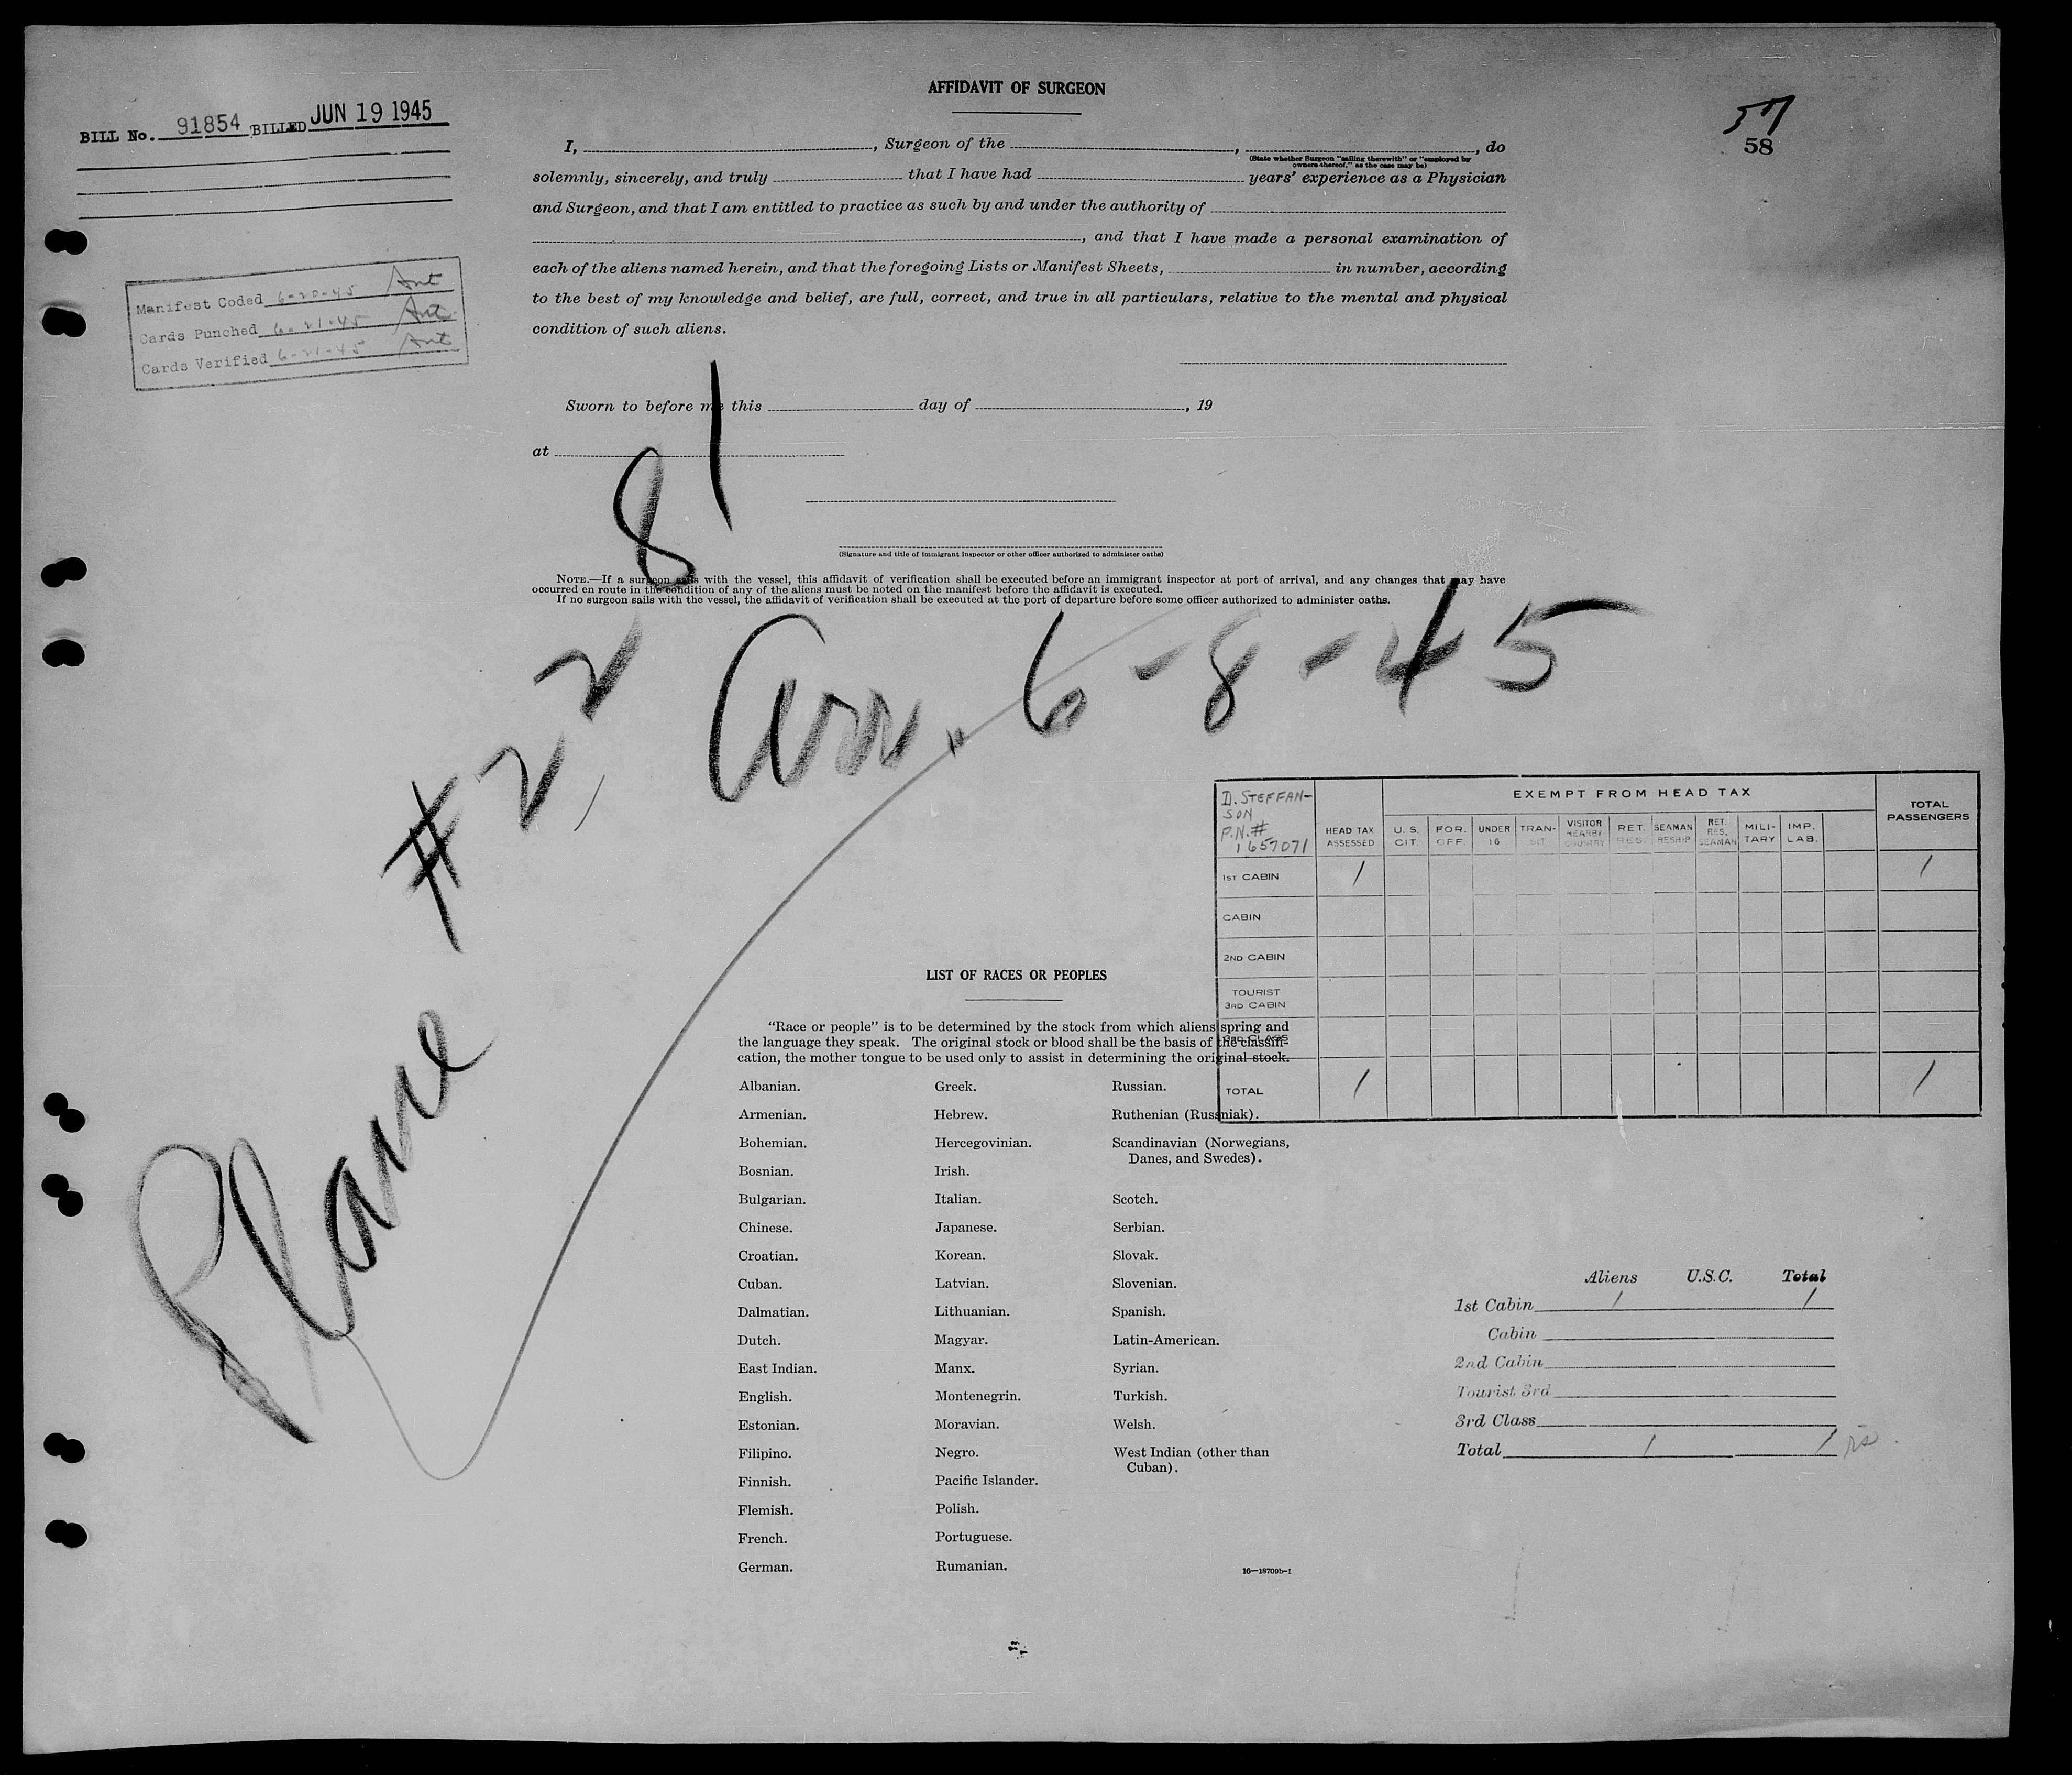 BILL No. 91854 BILLED JUN 19 1945
Manifest Coded 6-20-45 Ant
Cards Punched 6-21-45 Ant
Cards Verified 6-21-45 Ant
57
58
AFFIDAVIT OF SURGEON
I, , Surgeon of the , , do
(State whether Surgeon "sailing therewith" or "employed by
owners thereof," as the case may be)
solemnly, sincerely, and truly that I have had years' experience as a Physician
and Surgeon, and that I am entitled to practice as such by and under the authority of
, and that I have made a personal examination of
each of the aliens named herein, and that the foregoing Lists or Manifest Sheets, in number, according
to the best of my knowledge and belief, are full, correct, and true in all particulars, relative to the mental and physical
condition of such aliens.
Sworn to before me this day of , 19
at
(Signature and title of immigrant inspector or other officer authorized to administer oaths)
NOTE.—If a surgeon sails with the vessel, this affidavit of verification shall be executed before an immigrant inspector at port of arrival, and any changes that may have
occurred en route in the condition of any of the aliens must be noted on the manifest before the affidavit is executed.
If no surgeon sails with the vessel, the affidavit of verification shall be executed at the port of departure before some officer authorized to administer oaths.
Plane #2,281
Arr. 6-8-45
D. STEFFAN-
SON
P.N.#
1657071
HEAD TAX
ASSESSED
EXEMPT FROM HEAD TAX
U. S.
CIT.
FOR.
OFF.
UNDER
16
TRAN-
SIT
VISITOR
NEARBY
COUNTRY
RET.
RES.
SEAMAN
RESHIP.
RET.
RES.
SEAMAN
MILI-
TARY
IMP.
LAB.
TOTAL
PASSENGERS
1ST CABIN 1 1
CABIN
2ND CABIN
TOURIST
3RD CABIN
3RD CLASS
TOTAL 1 1
LIST OF RACES OR PEOPLES
"Race or people" is to be determined by the stock from which aliens spring and
the language they speak. The original stock or blood shall be the basis of the classifi-
cation, the mother tongue to be used only to assist in determining the original stock.
Albanian.
Armenian.
Bohemian.
Bosnian.
Bulgarian.
Chinese.
Croatian.
Cuban.
Dalmatian.
Dutch.
East Indian.
English.
Estonian.
Filipino.
Finnish.
Flemish.
French.
German.
Greek.
Hebrew.
Hercegovinian.
Irish.
Italian.
Japanese.
Korean.
Latvian.
Lithuanian.
Magyar.
Manx.
Montenegrin.
Moravian.
Negro.
Pacific Islander.
Polish.
Portuguese.
Rumanian.
Russian.
Ruthenian (Russniak).
Scandinavian (Norwegians,
Danes, and Swedes).
Scotch.
Serbian.
Slovak.
Slovenian.
Spanish.
Latin-American.
Syrian.
Turkish.
Welsh.
West Indian (other than
Cuban).
16—18709b-1
Aliens U.S.C. Total
1st Cabin 1 1
Cabin
2nd Cabin
Tourist 3rd
3rd Class
Total 1 1